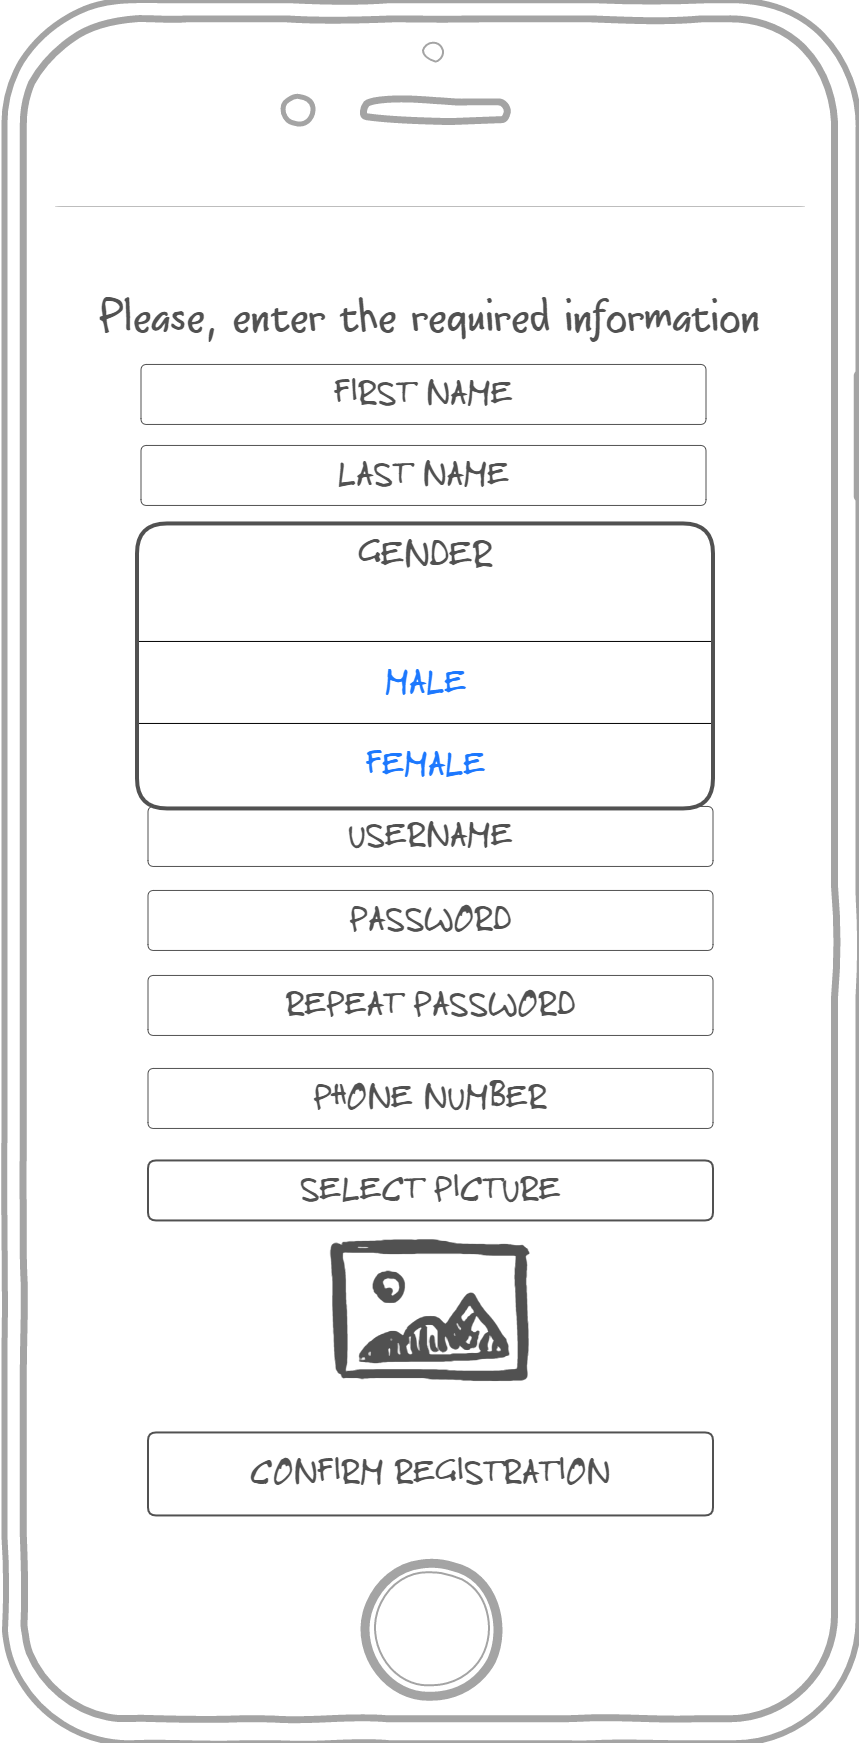 Please, enter the required information
FIRST NAME
LAST NAME
GENDER
MALE
FEMALE
USERNAME
PASSWORD
REPEAT PASSWORD
PHONE NUMBER
SELECT PICTURE
CONFIRM REGISTRATION